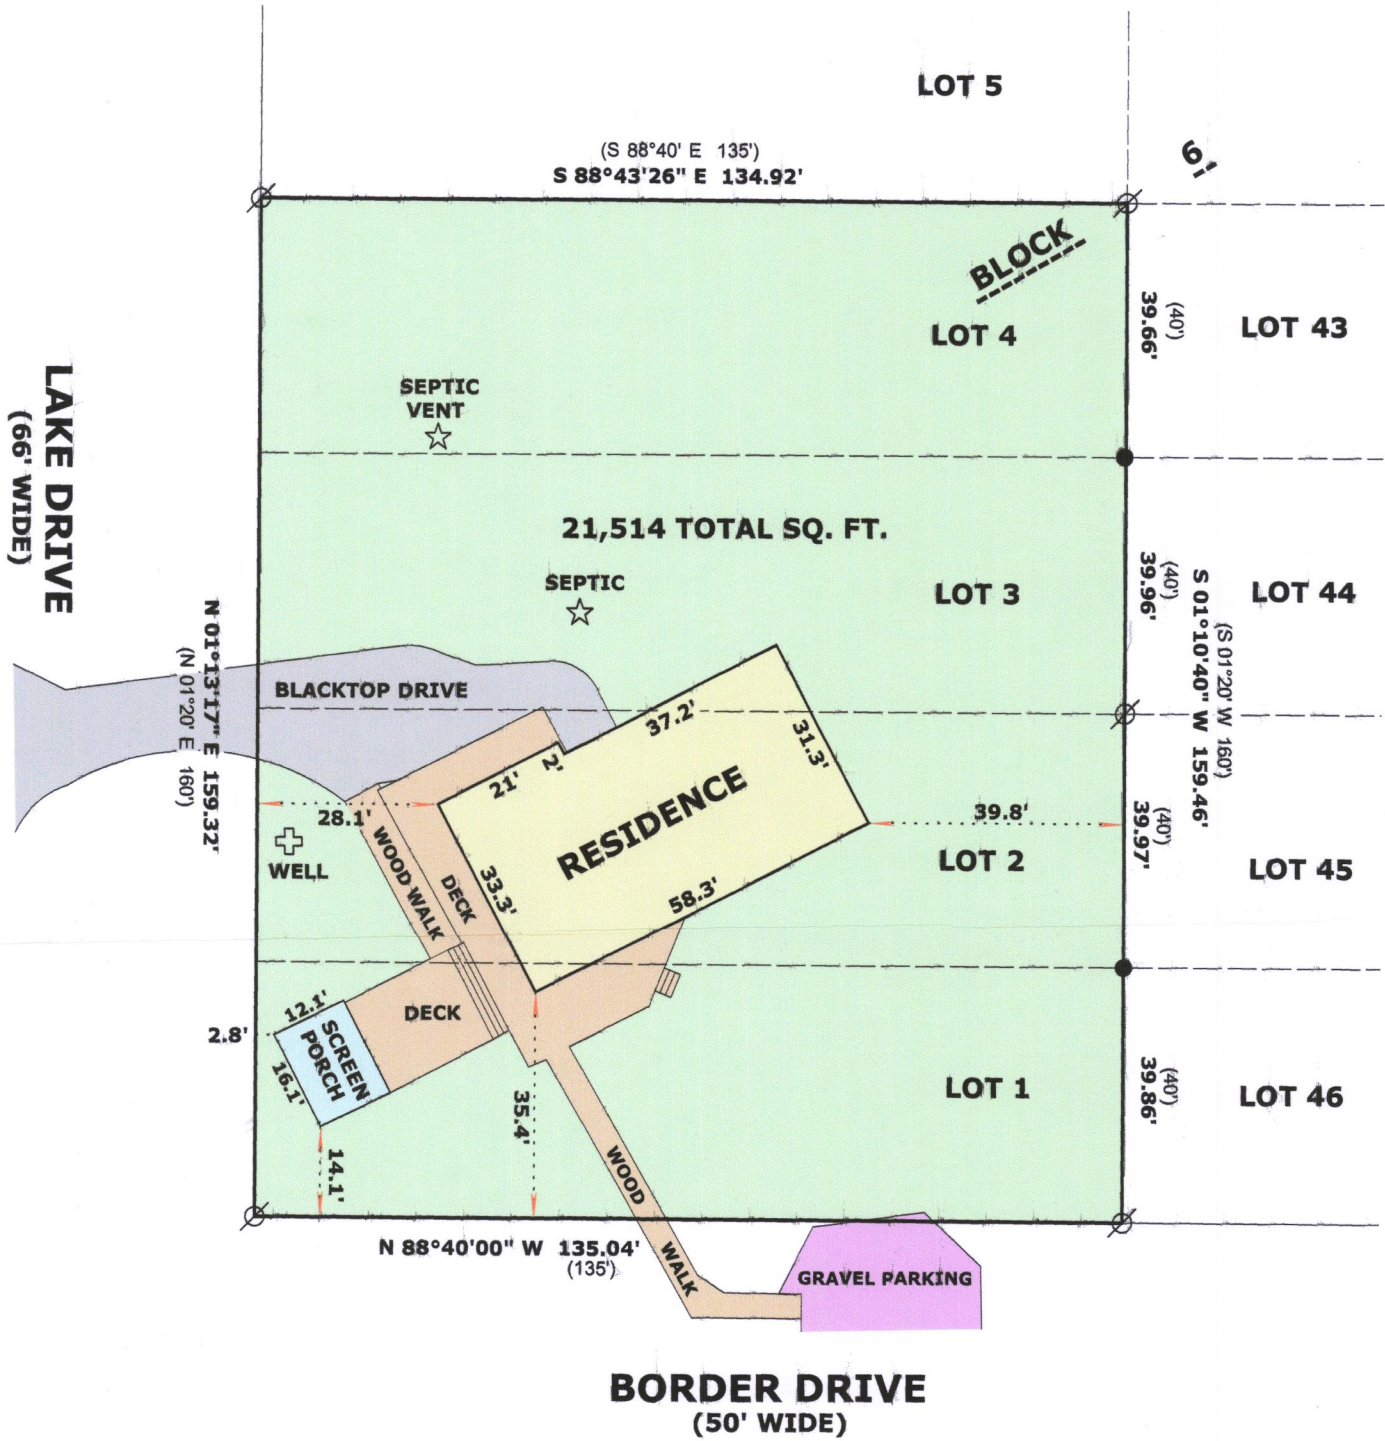 LOT 5
(S 88°40' E 135')
S 88°43'26" E 134.92'
6
BLOCK
39.66'
(40')
LOT 4
LOT 43
SEPTIC
VENT
LAKE DRIVE
(66' WIDE)
21,514 TOTAL SQ. FT.
SEPTIC
LOT 3
39.96'
(40')
LOT 44
N 01°13'17" E 159.32'
(N 01°20' E 160')
S 01°10'40" W 159.46'
(S 01°20' W 160')
BLACKTOP DRIVE
37.2'
31.3'
2'
21'
RESIDENCE
28.1'
39.8'
39.97'
(40')
WELL
WOOD WALK
DECK
33.3'
58.3'
LOT 2
LOT 45
12.1'
DECK
2.8'
SCREEN
PORCH
16.1'
35.4'
14.1'
LOT 1
39.86'
(40')
LOT 46
WOOD
WALK
N 88°40'00" W 135.04'
(135')
GRAVEL PARKING
BORDER DRIVE
(50' WIDE)